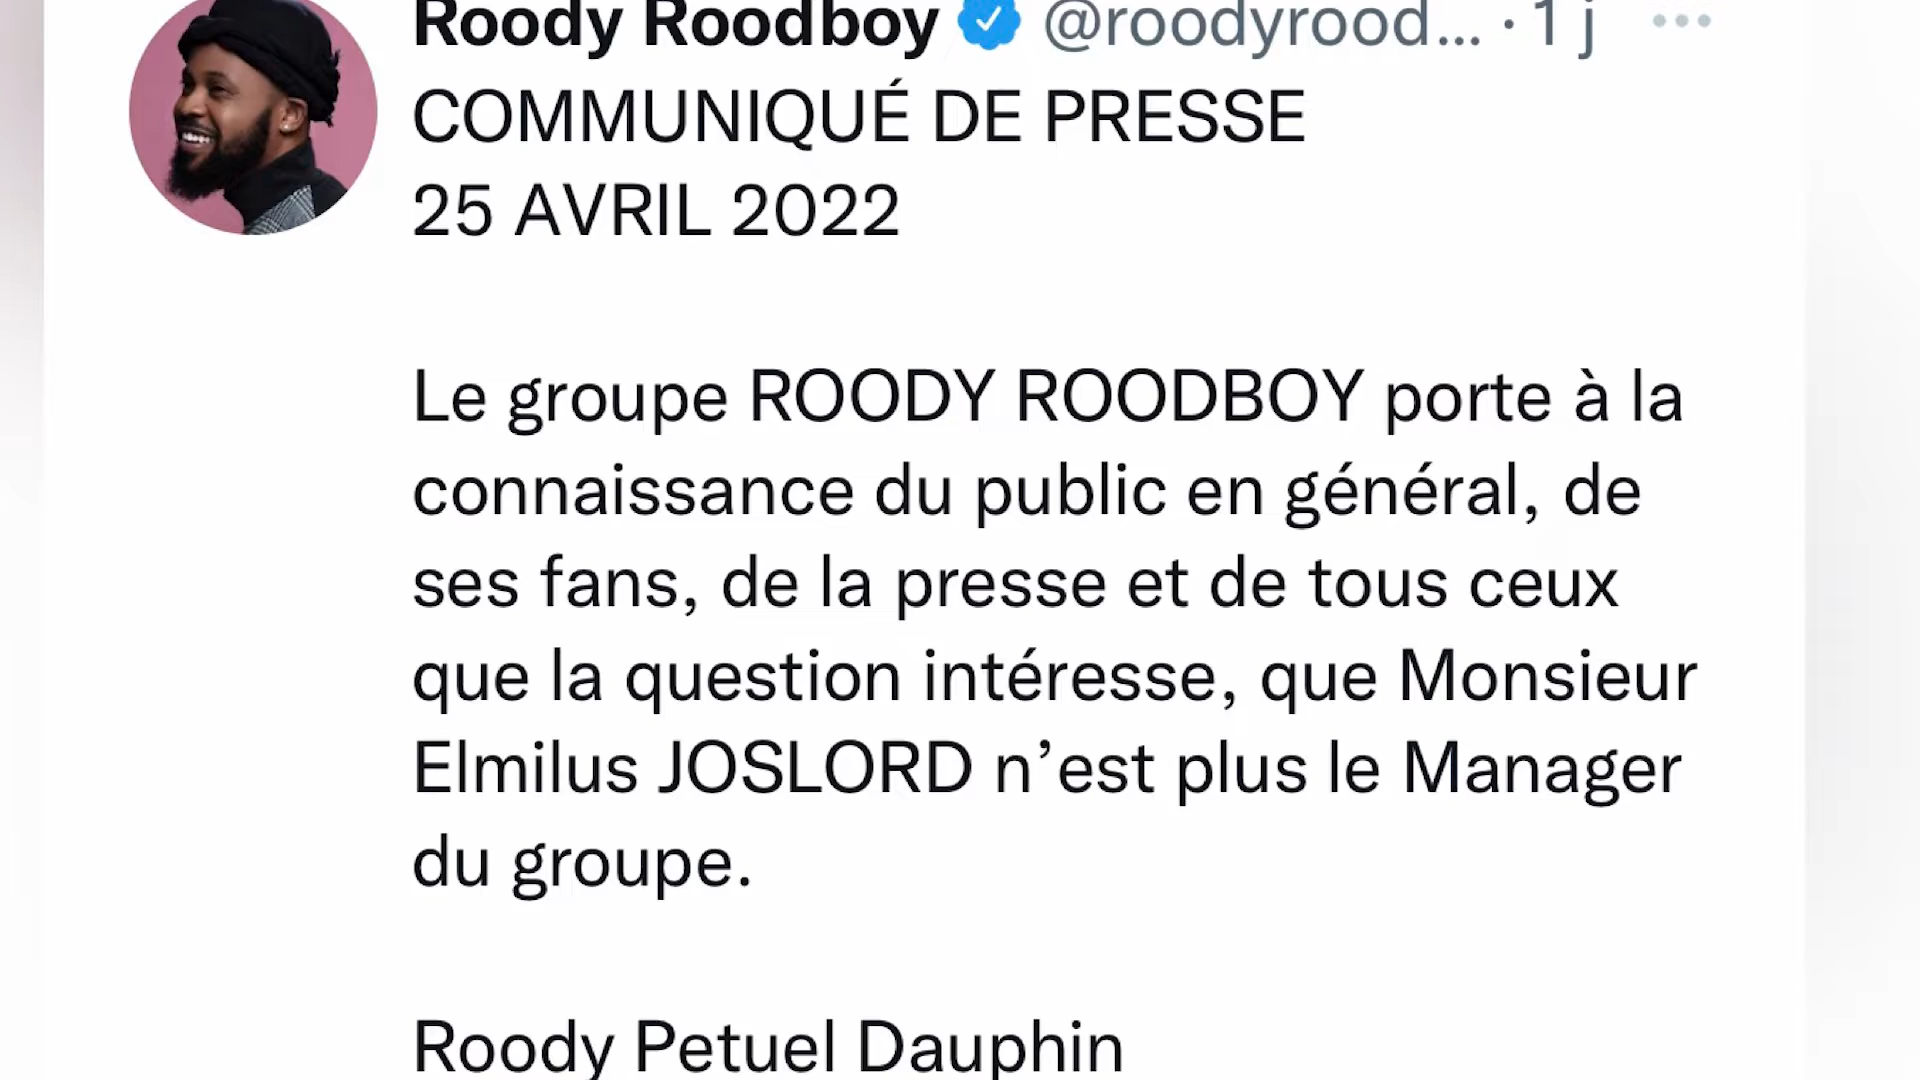 Roody Roodboy @roodyrood... · 1 j
COMMUNIQUÉ DE PRESSE
25 AVRIL 2022
Le groupe ROODY ROODBOY porte à la
connaissance du public en général, de
ses fans, de la presse et de tous ceux
que la question intéresse, que Monsieur
Elmilus JOSLORD n’est plus le Manager
du groupe.
Roody Petuel Dauphin